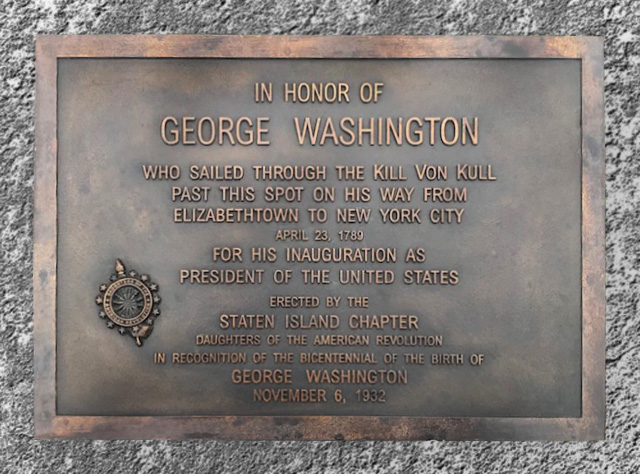 IN HONOR OF
GEORGE WASHINGTON
WHO SAILED THROUGH THE KILL VON KULL
PAST THIS SPOT ON HIS WAY FROM
ELIZABETHTOWN TO NEW YORK CITY
APRIL 23, 1789
FOR HIS INAUGURATION AS
PRESIDENT OF THE UNITED STATES
ERECTED BY THE
STATEN ISLAND CHAPTER
DAUGHTERS OF THE AMERICAN REVOLUTION
IN RECOGNITION OF THE BICENTENNIAL OF THE BIRTH OF
GEORGE WASHINGTON
NOVEMBER 6, 1932